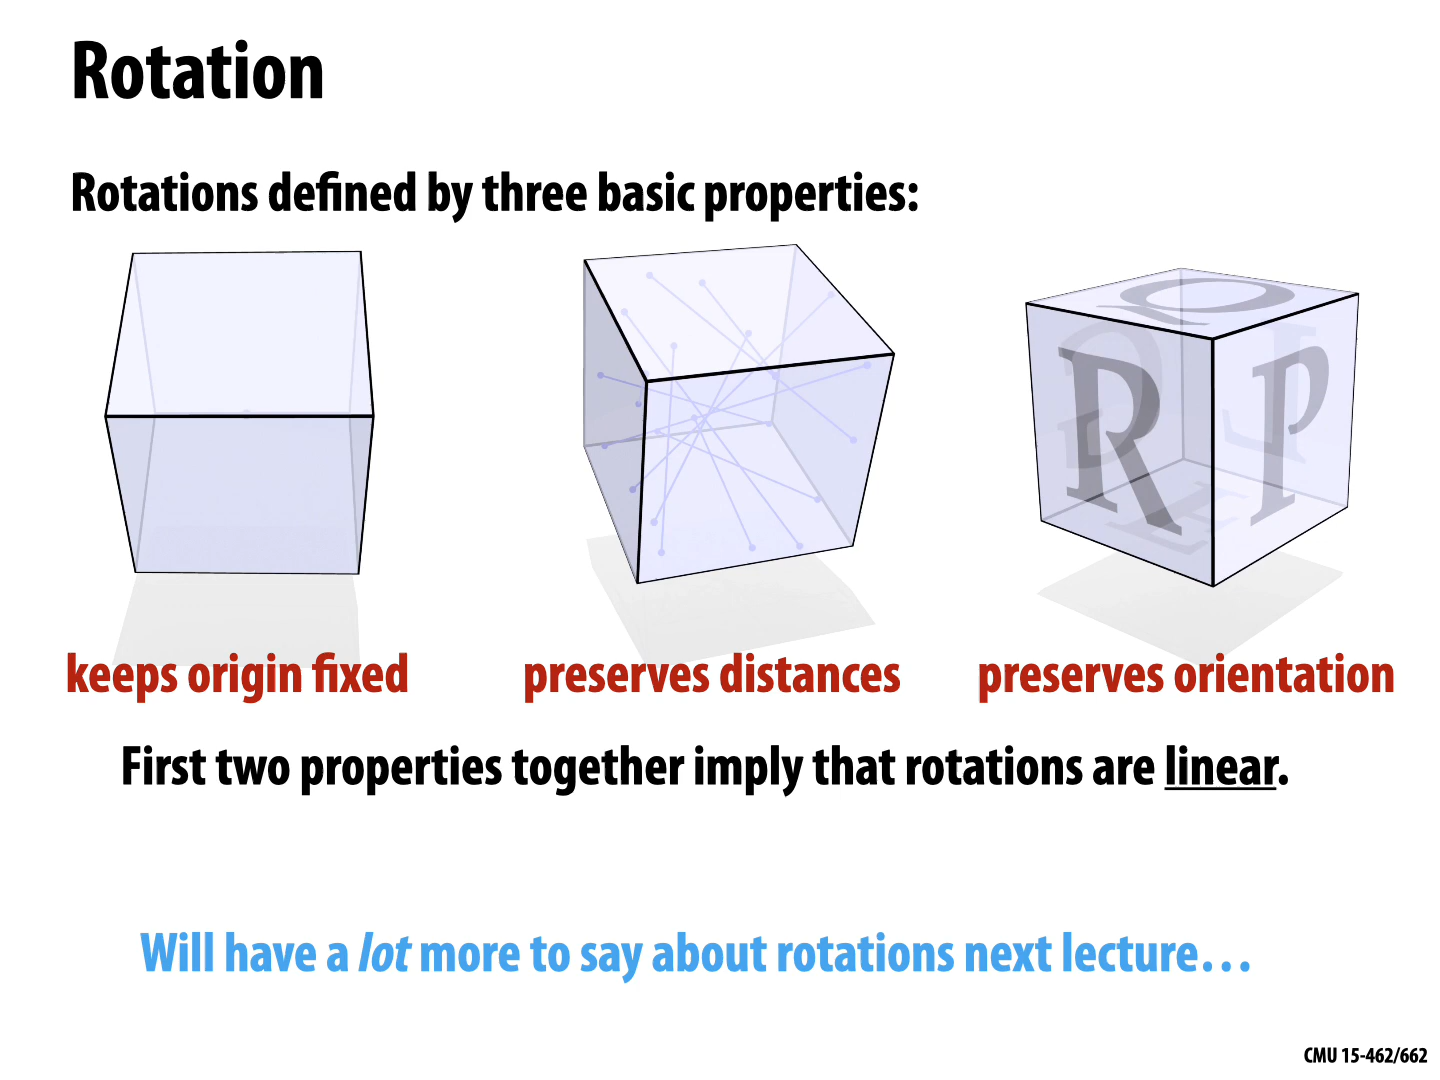 Rotation
Rotations defined by three basic properties:
Q
R
P
keeps origin fixed
preserves distances
preserves orientation
First two properties together imply that rotations are linear.
Will have a lot more to say about rotations next lecture…
CMU 15-462/662